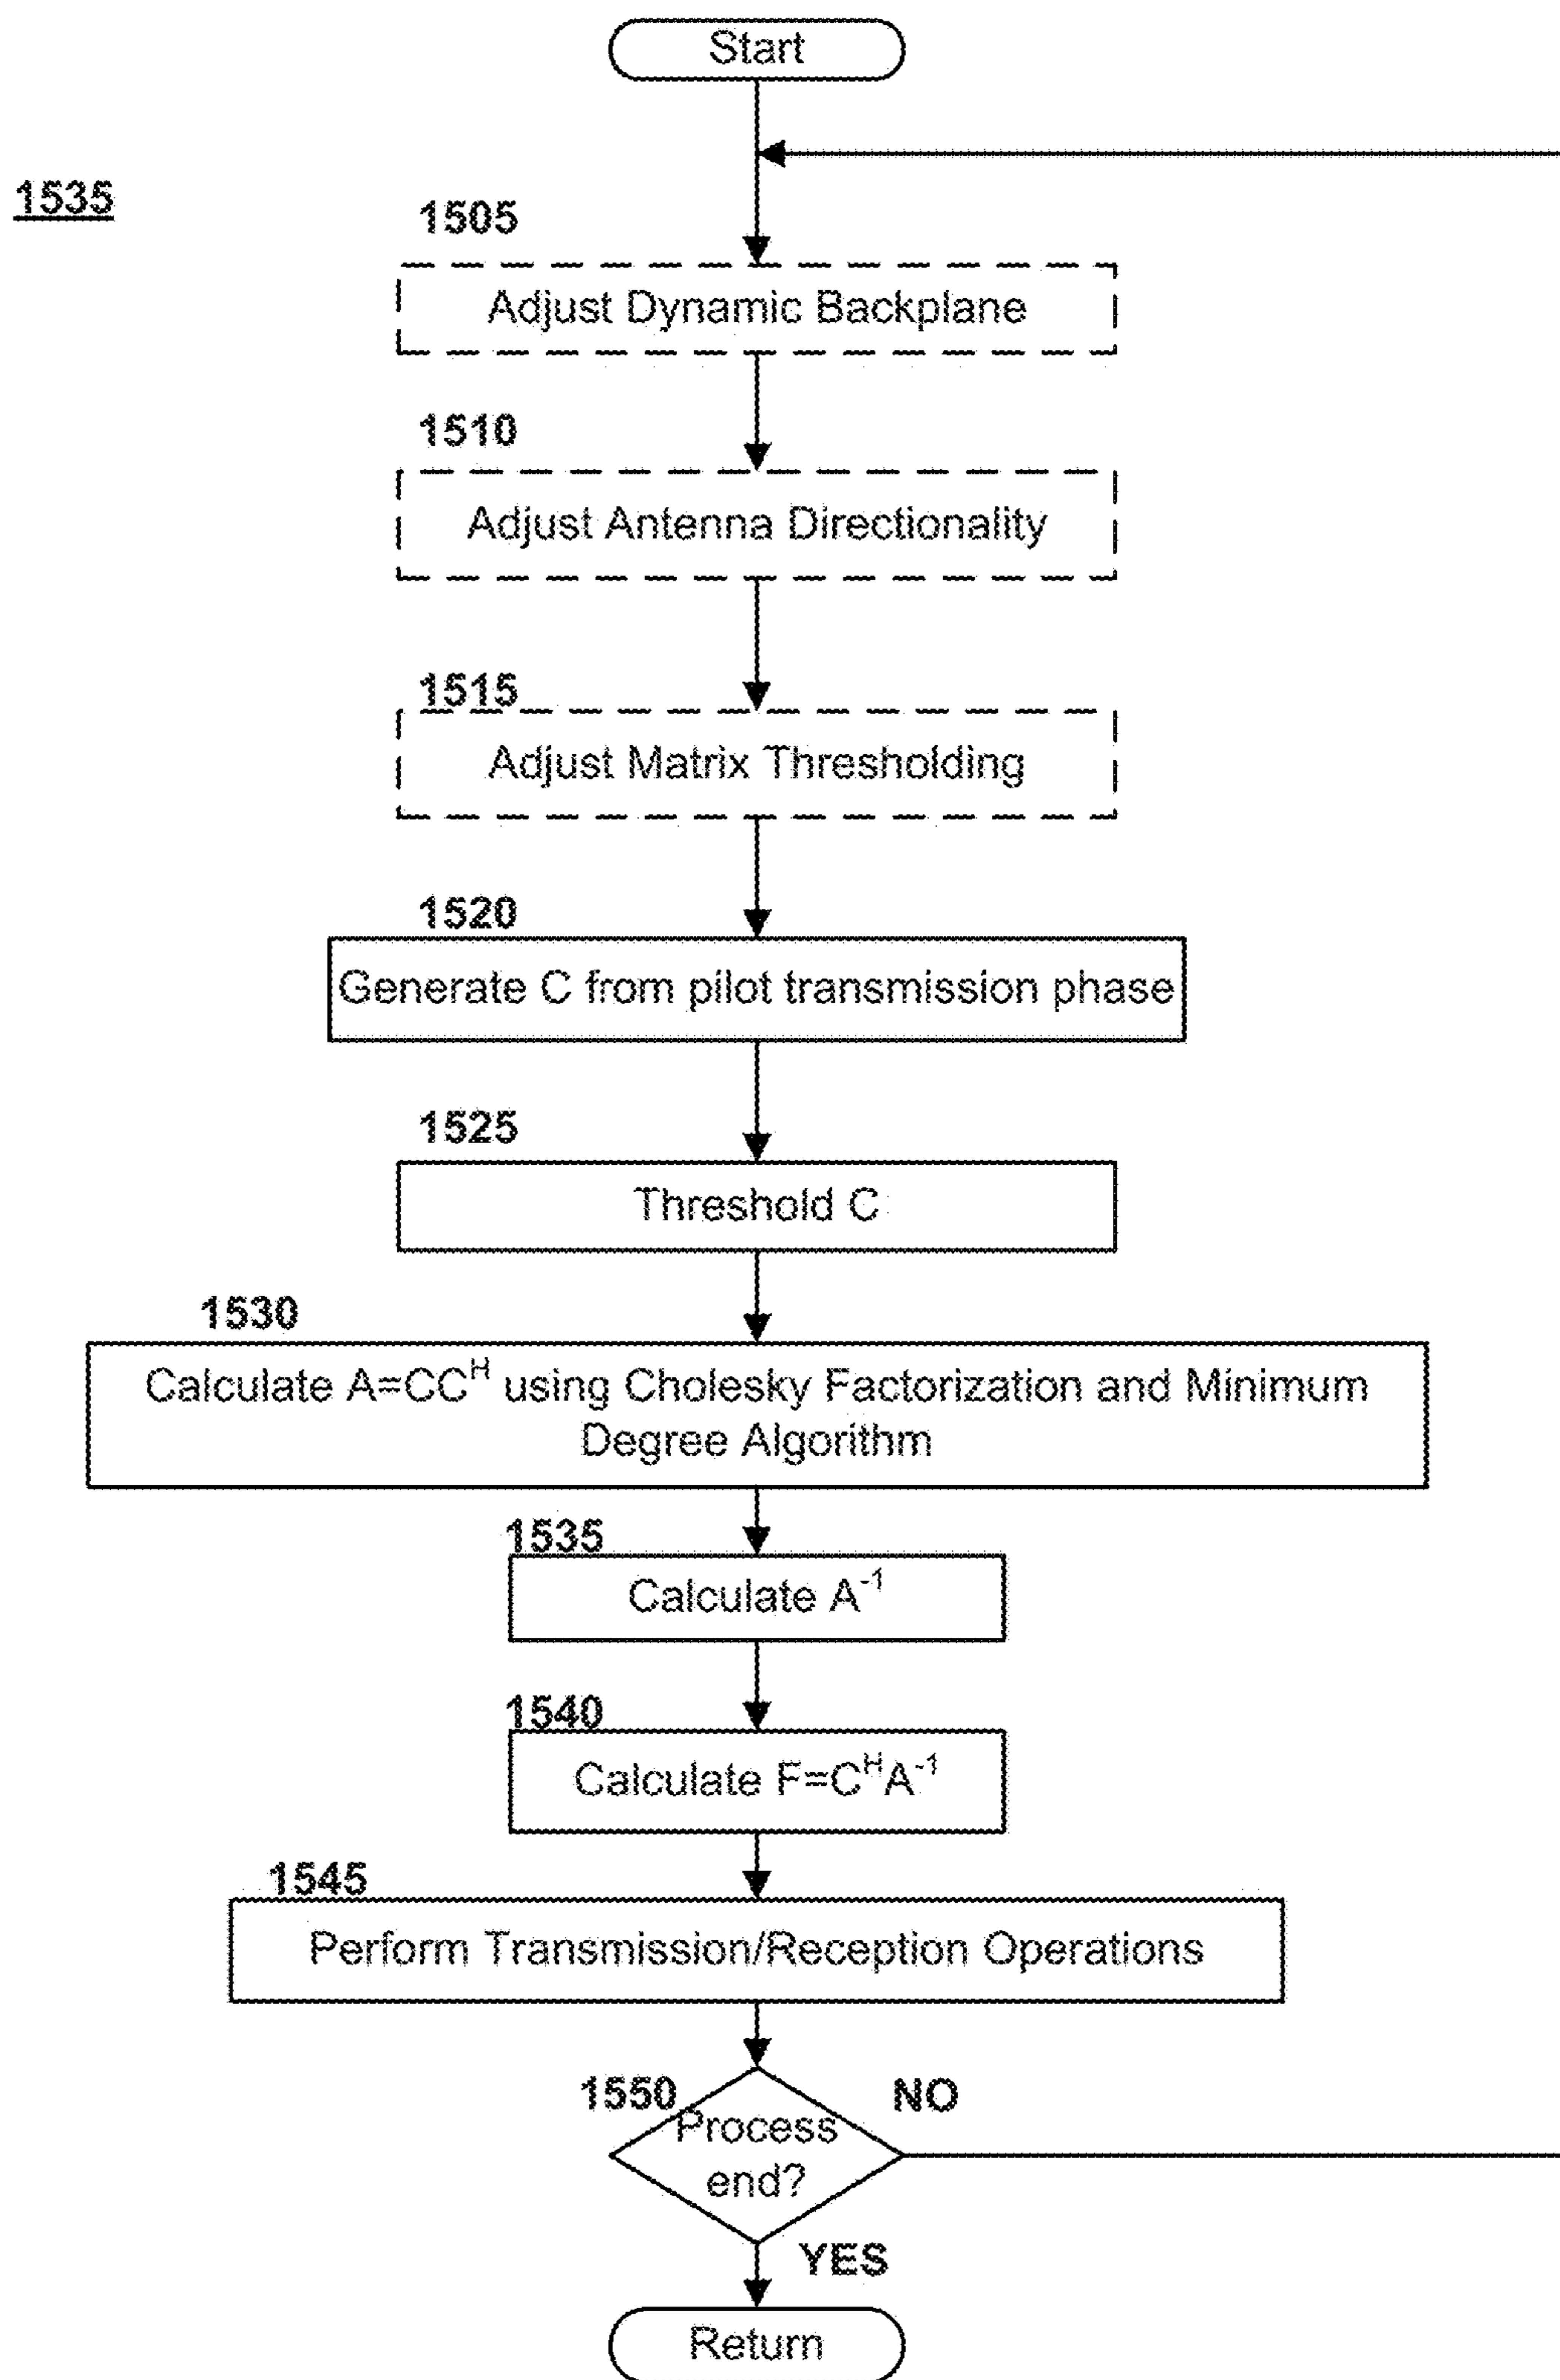 Start
1535
1505
Adjust Dynamic Backplane
1510
Adjust Antenna Directionality
1515
Adjust Matrix Thresholding
1520
Generate C from pilot transmission phase
1525
Threshold C
1530
Calculate A=CCᴴ using Cholesky Factorization and Minimum
Degree Algorithm
1535
Calculate A⁻¹
1540
Calculate F=CᴴA⁻¹
1545
Perform Transmission/Reception Operations
1550
NO
Process
end?
YES
Return